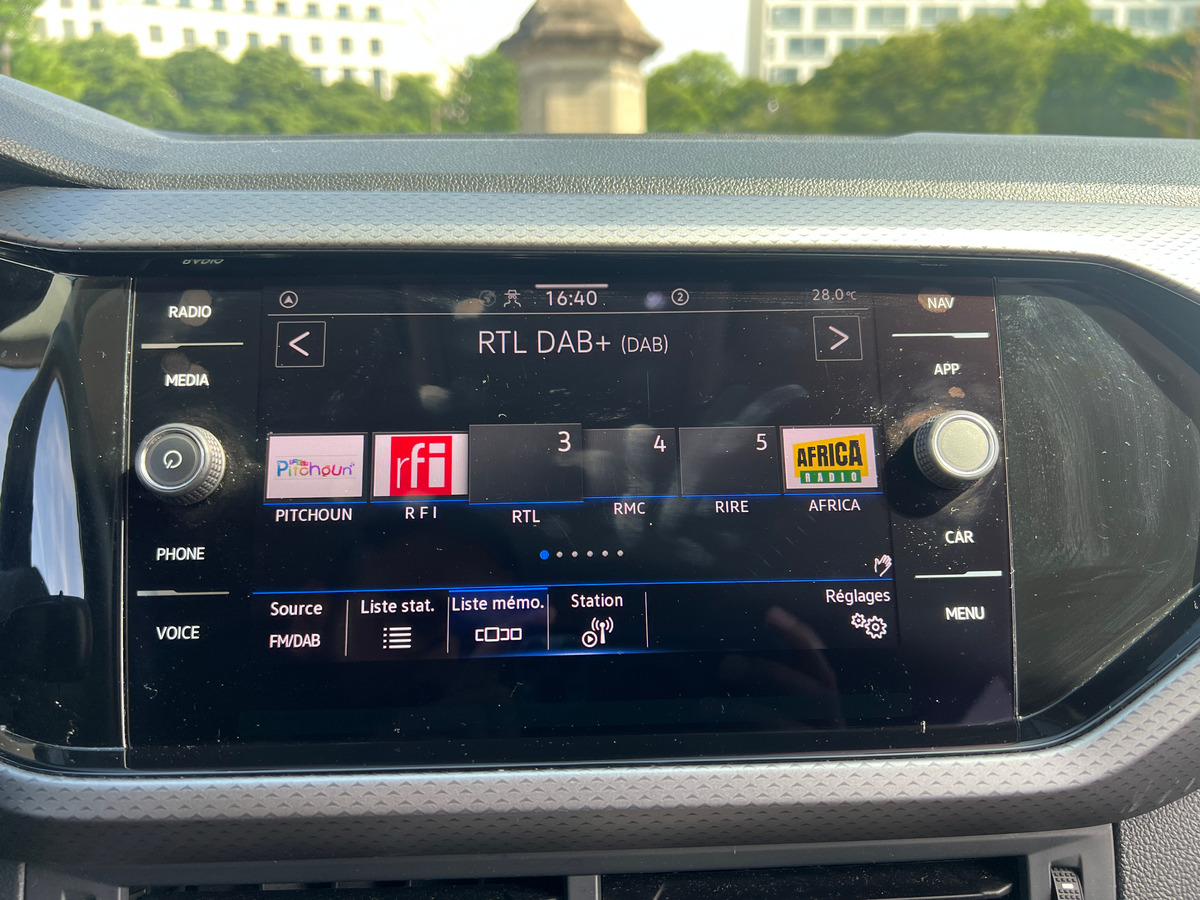 RADIO
MEDIA
PHONE
VOICE
16:40
2
28.0°C
<
RTL DAB+ (DAB)
>
Pitchoun
rfi
3
4
5
AFRICA
RADIO
PITCHOUN
RFI
RTL
RMC
RIRE
AFRICA
Source
FM/DAB
Liste stat.
Liste mémo.
Station
Réglages
NAV
APP
CAR
MENU